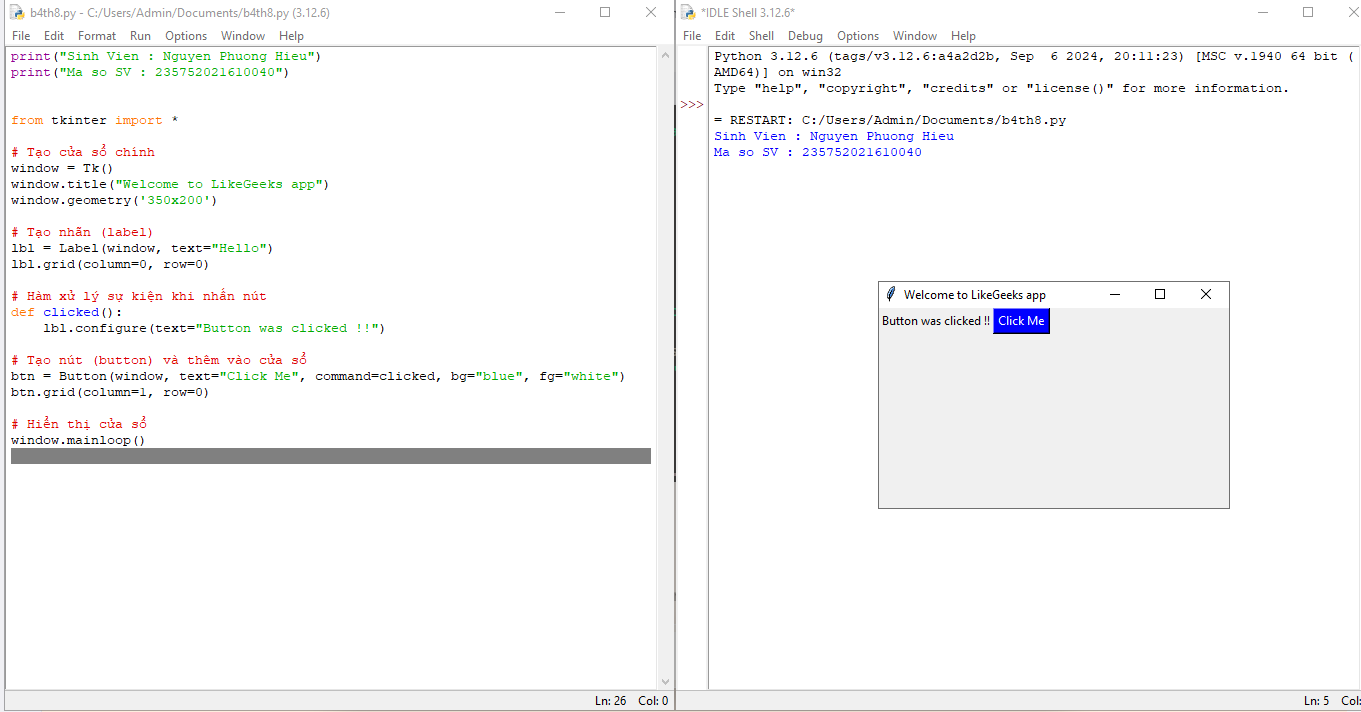 b4th8.py - C:/Users/Admin/Documents/b4th8.py (3.12.6)
File Edit Format Run Options Window Help
print("Sinh Vien : Nguyen Phuong Hieu")
print("Ma so SV : 235752021610040")
from tkinter import *
# Tạo cửa sổ chính
window = Tk()
window.title("Welcome to LikeGeeks app")
window.geometry('350x200')
# Tạo nhãn (label)
lbl = Label(window, text="Hello")
lbl.grid(column=0, row=0)
# Hàm xử lý sự kiện khi nhấn nút
def clicked():
    lbl.configure(text="Button was clicked !!")
# Tạo nút (button) và thêm vào cửa sổ
btn = Button(window, text="Click Me", command=clicked, bg="blue", fg="white")
btn.grid(column=1, row=0)
# Hiển thị cửa sổ
window.mainloop()
Ln: 26 Col: 0
*IDLE Shell 3.12.6*
File Edit Shell Debug Options Window Help
Python 3.12.6 (tags/v3.12.6:a4a2d2b, Sep  6 2024, 20:11:23) [MSC v.1940 64 bit (
AMD64)] on win32
Type "help", "copyright", "credits" or "license()" for more information.
>>>
= RESTART: C:/Users/Admin/Documents/b4th8.py
Sinh Vien : Nguyen Phuong Hieu
Ma so SV : 235752021610040
Welcome to LikeGeeks app
Button was clicked !! Click Me
Ln: 5 Col: